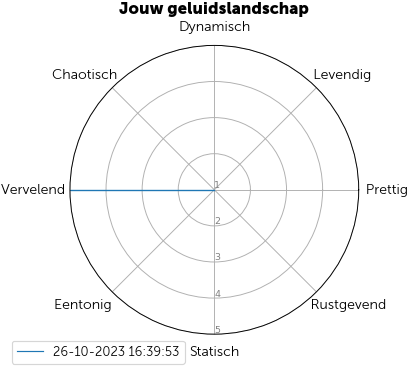 Jouw geluidslandschap
Dynamisch
Chaotisch
Levendig
Vervelend
1
Prettig
2
3
4
Eentonig
Rustgevend
5
26-10-2023 16:39:53
Statisch